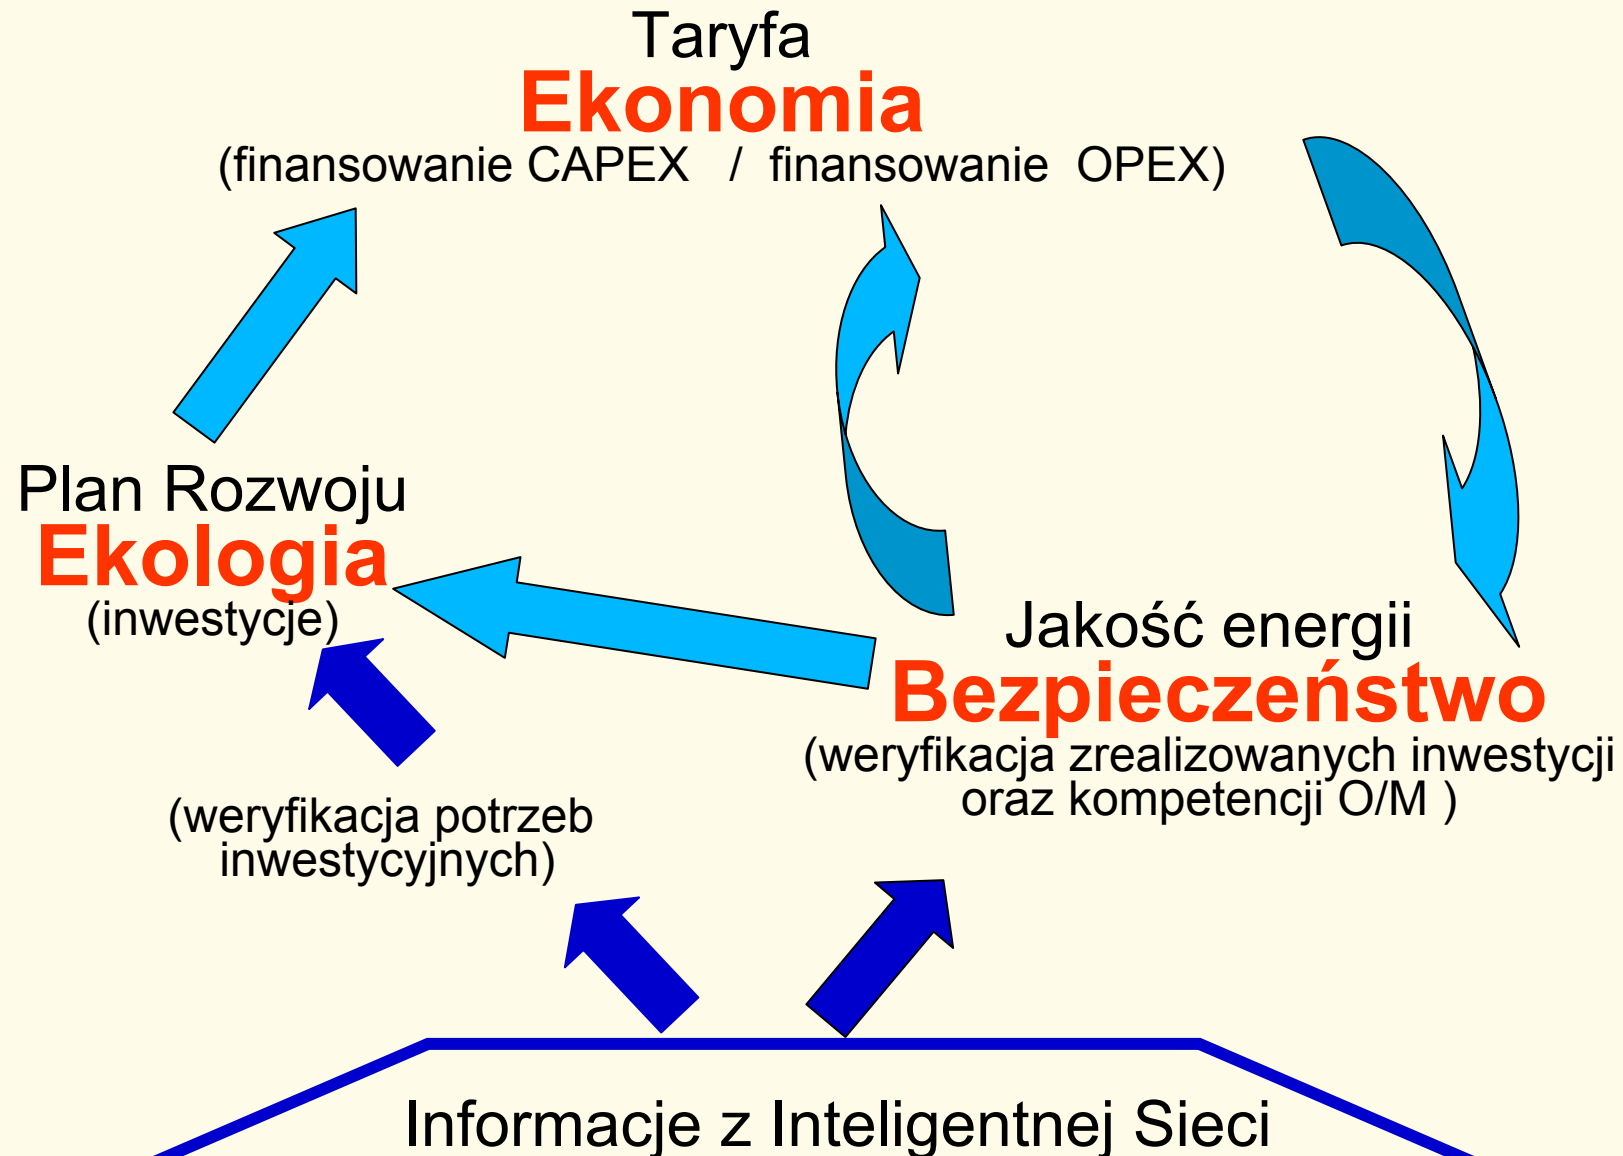 Taryfa
Ekonomia
(finansowanie CAPEX / finansowanie OPEX)
Plan Rozwoju
Ekologia
(inwestycje)
Jakość energii
Bezpieczeństwo
(weryfikacja zrealizowanych inwestycji
oraz kompetencji O/M )
(weryfikacja potrzeb
inwestycyjnych)
Informacje z Inteligentnej Sieci